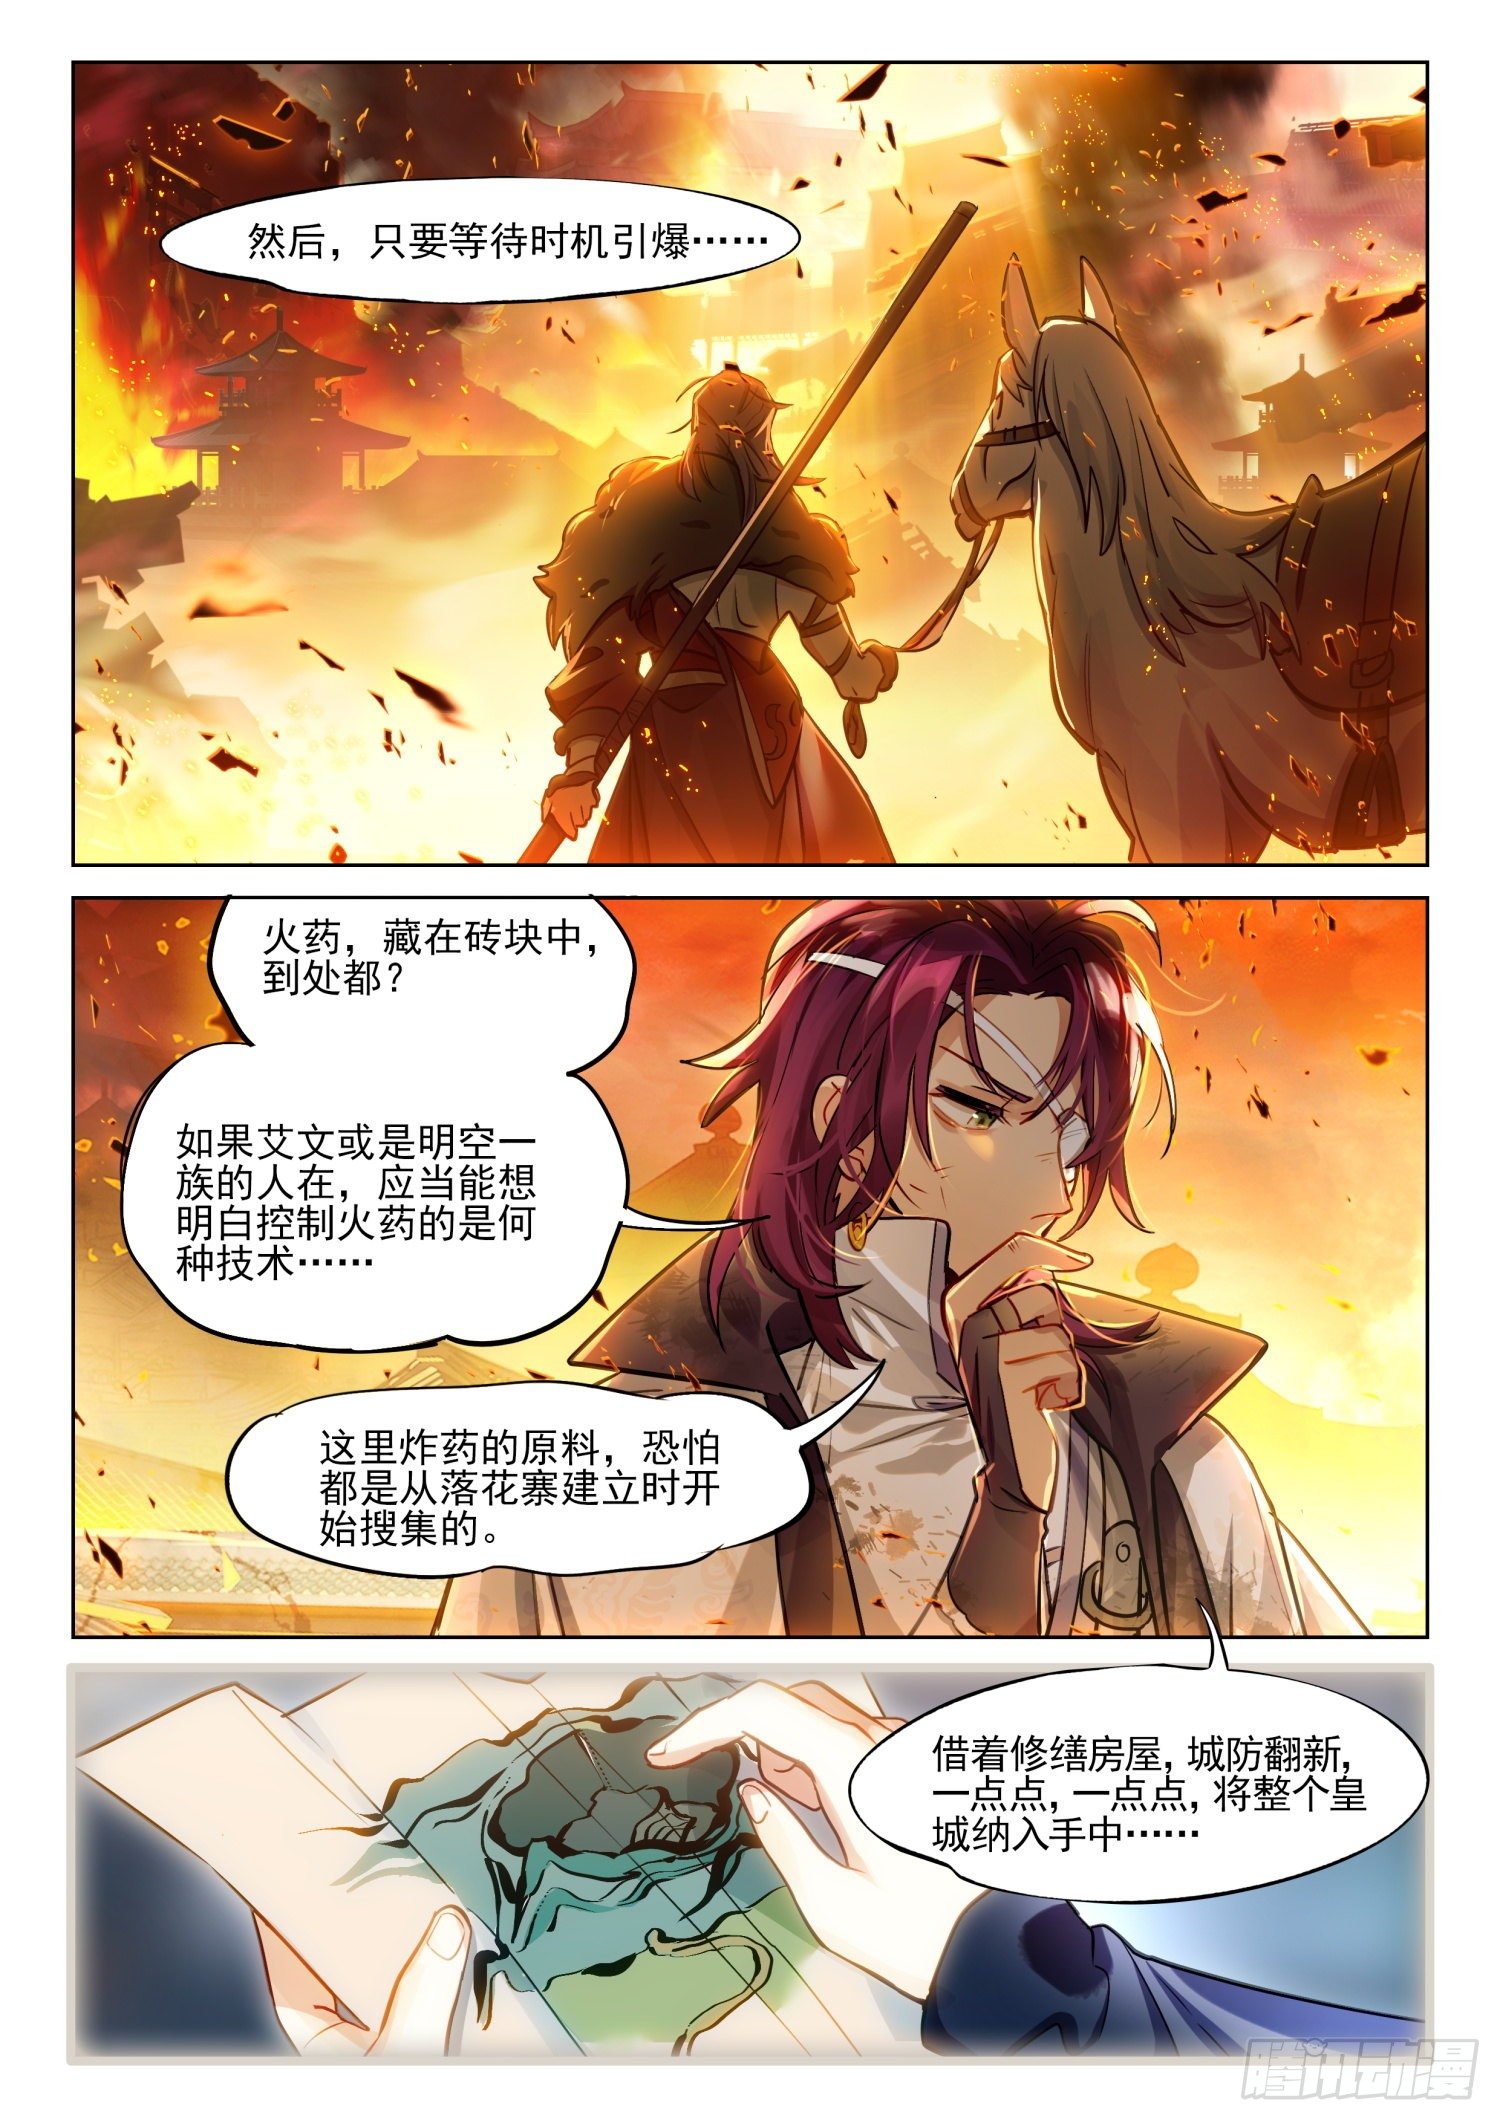 然后，只要等待时机引爆……
火药，藏在砖块中，
到处都？
如果艾文或是明空一
族的人在，应当能想
明白控制火药的是何
种技术……
这里炸药的原料，恐怕
都是从落花寨建立时开
始搜集的。
借着修缮房屋，城防翻新，
一点点，一点点，将整个皇
城纳入手中……
腾讯动漫